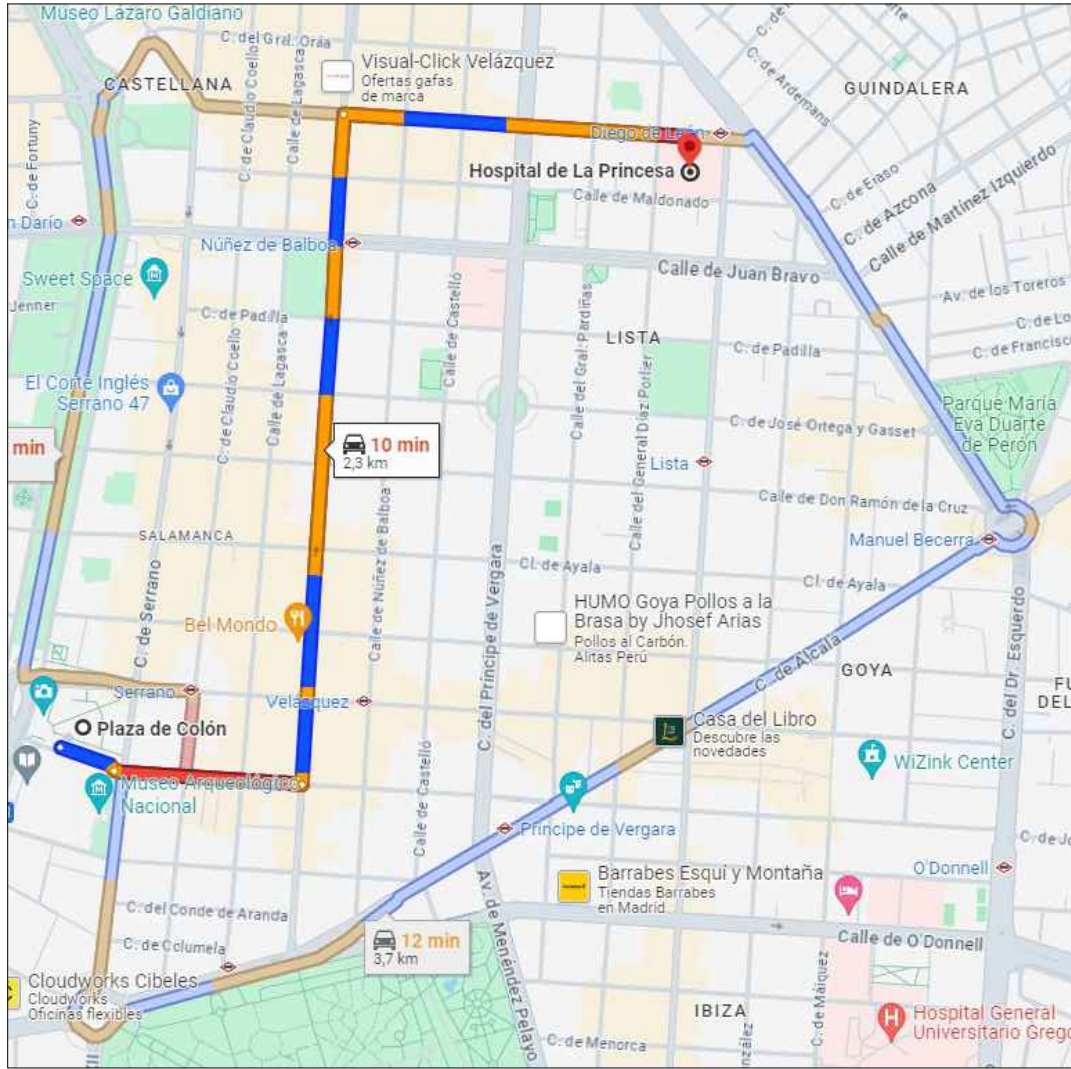 Museo Lázaro Galdiano
C. del Gral. Oráa
Visual-Click Velázquez
Ofertas gafas
de marca
CASTELLANA
GUINDALERA
C. de Ardemans
C. de Fortuny
C. de Claudio Coello
Calle de Lagasca
Diego de León
Hospital de La Princesa
Calle de Maldonado
C. de Eraso
C. de Azcona
Calle de Martínez Izquierdo
n Darío
Núñez de Balboa
Calle de Juan Bravo
Sweet Space
Jenner
C. de Padilla
Calle de Castelló
Calle del Gral. Pardiñas
LISTA
Av. de los Toreros
C. de Lo
C. de Francisco
C. de Padilla
El Corte Inglés
Serrano 47
C. de Claudio Coello
Calle de Lagasca
Calle del General Díaz Porlier
Parque María
Eva Duarte
de Perón
C. de José Ortega y Gasset
min
10 min
2,3 km
Lista
Calle de Don Ramón de la Cruz
SALAMANCA
Calle de Núñez de Balboa
C. del Príncipe de Vergara
Manuel Becerra
Cl. de Ayala
Cl. de Ayala
C. de Serrano
Bel Mondo
HUMO Goya Pollos a la
Brasa by Jhosef Arias
Pollos al Carbón.
Alitas Perú
C. de Alcalá
GOYA
C. del Dr. Esquerdo
FU
DEL
Serrano
Velázquez
Plaza de Colón
Casa del Libro
Descubre las
novedades
WiZink Center
Museo Arqueológico
Nacional
Calle de Castelló
Príncipe de Vergara
C. de Jo
O'Donnell
Barrabes Esquí y Montaña
Tiendas Barrabes
en Madrid
C. del Conde de Aranda
C. de Columela
12 min
3,7 km
Av. de Menéndez Pelayo
Calle de O'Donnell
Cloudworks Cibeles
Cloudworks
Oficinas flexibles
IBIZA
C. de Máiquez
Hospital General
Universitario Grego
C. de Menorca
nzález
XII